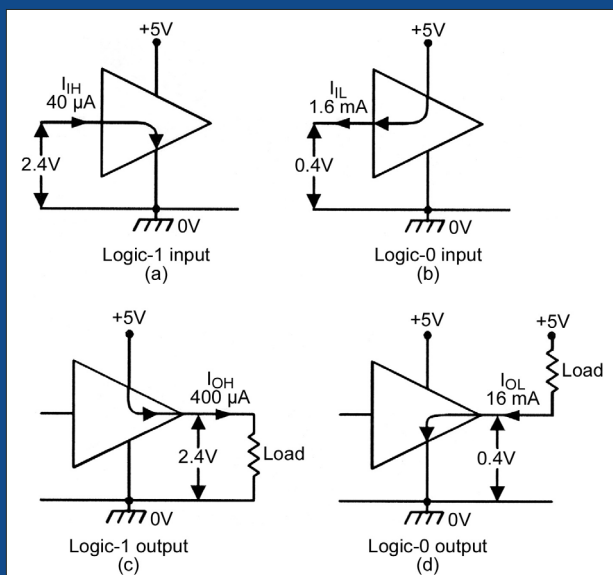 +5V
I_IH
40 µA
2.4V
0V
Logic-1 input
(a)
+5V
I_IL
1.6 mA
0.4V
0V
Logic-0 input
(b)
+5V
I_OH
400 µA
2.4V
Load
0V
Logic-1 output
(c)
+5V
+5V
Load
I_OL
16 mA
0.4V
0V
Logic-0 output
(d)